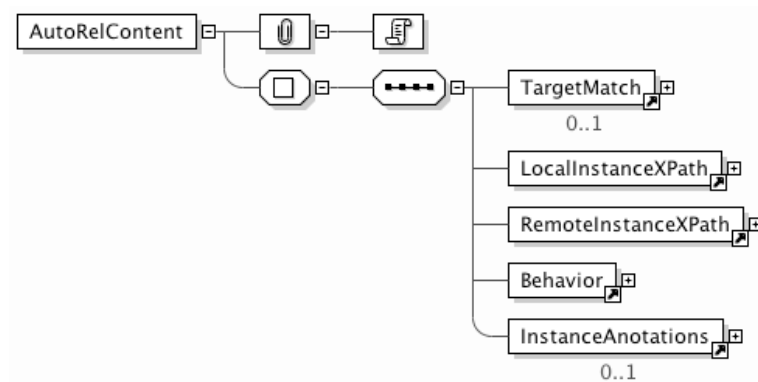 AutoRelContent
TargetMatch
0..1
LocalInstanceXPath
RemoteInstanceXPath
Behavior
InstanceAnotations
0..1